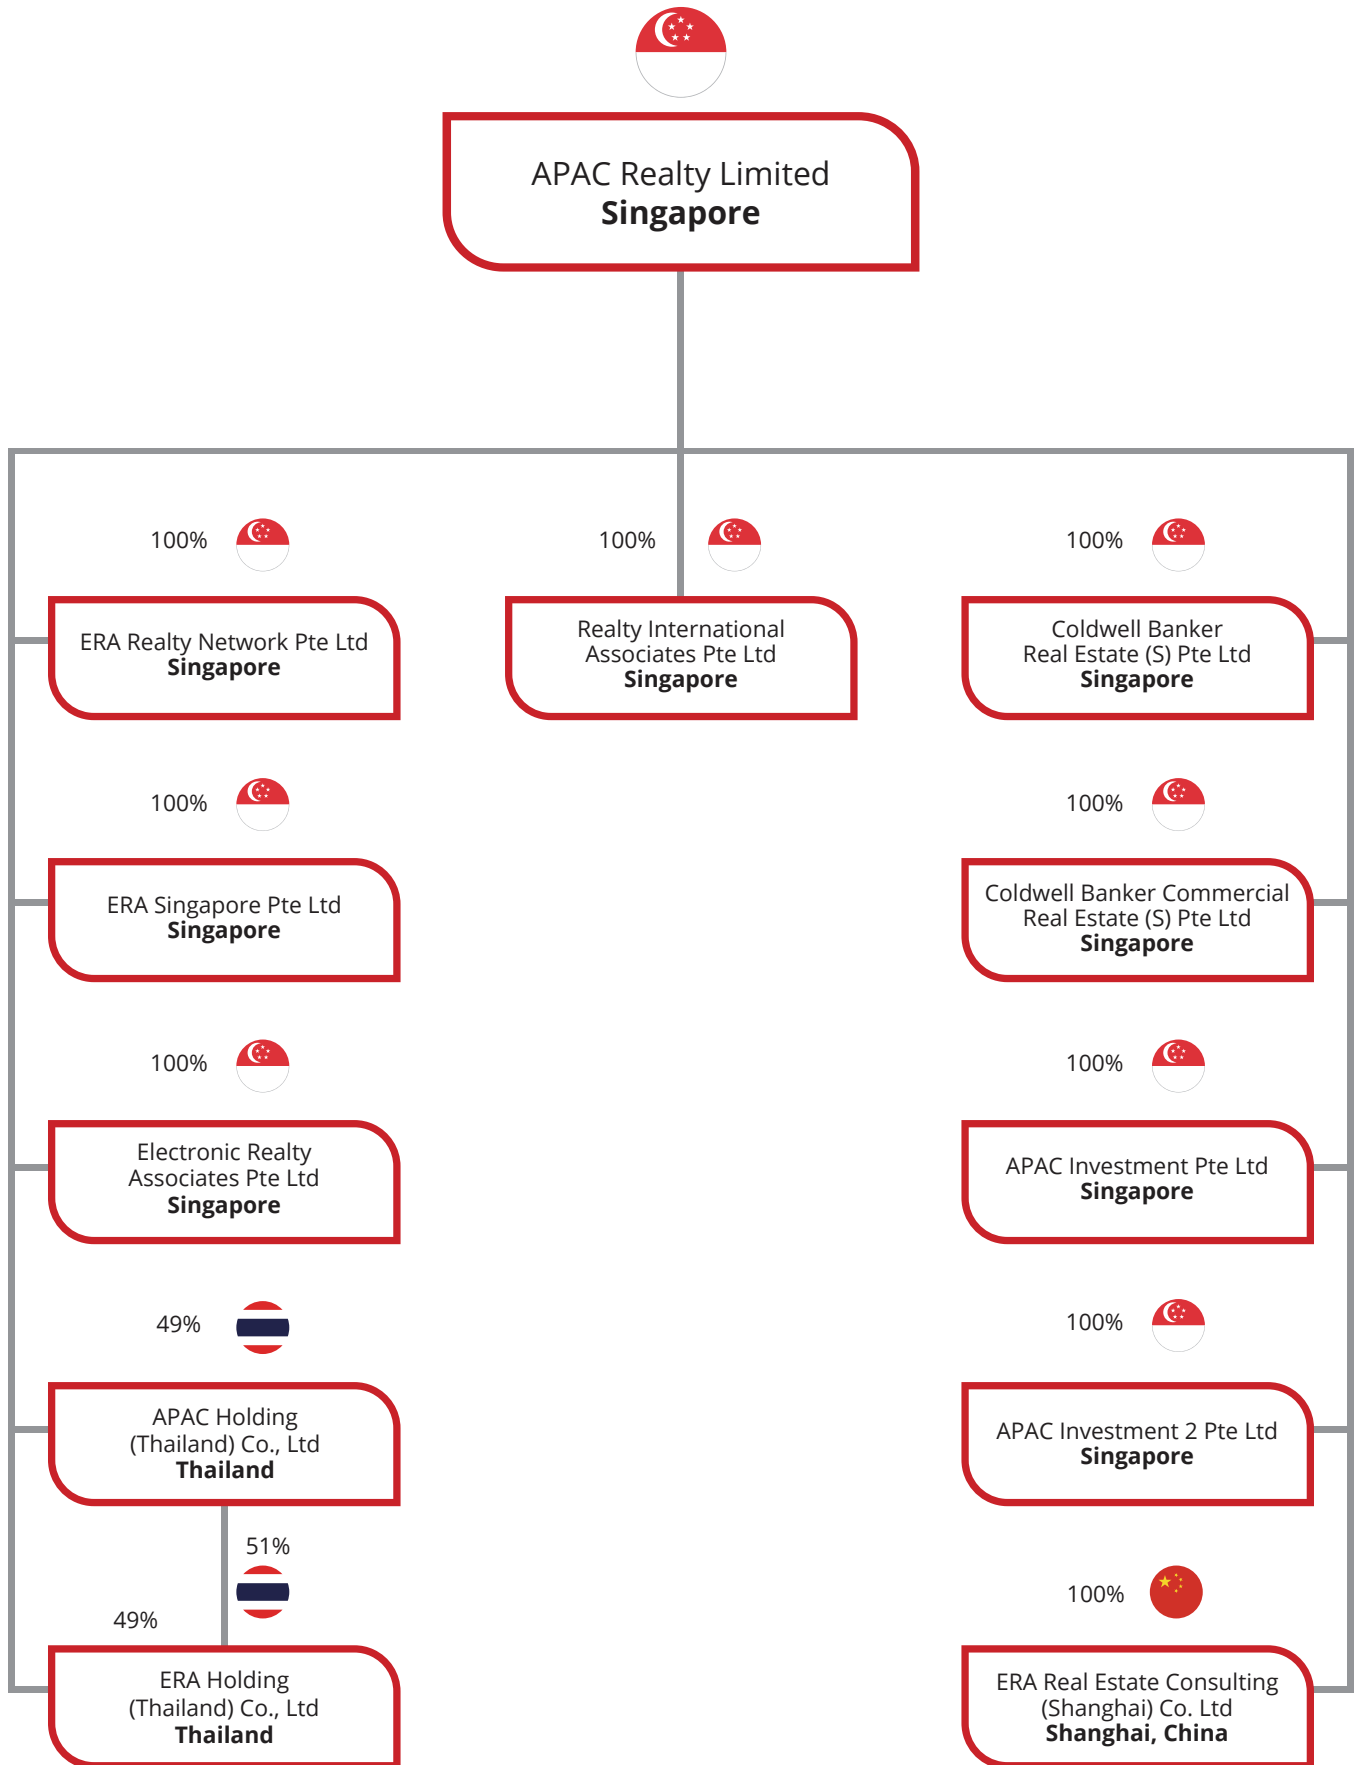 APAC Realty Limited
Singapore
100%
ERA Realty Network Pte Ltd
Singapore
100%
Realty International
Associates Pte Ltd
Singapore
100%
Coldwell Banker
Real Estate (S) Pte Ltd
Singapore
100%
ERA Singapore Pte Ltd
Singapore
100%
Coldwell Banker Commercial
Real Estate (S) Pte Ltd
Singapore
100%
Electronic Realty
Associates Pte Ltd
Singapore
100%
APAC Investment Pte Ltd
Singapore
49%
APAC Holding
(Thailand) Co., Ltd
Thailand
100%
APAC Investment 2 Pte Ltd
Singapore
51%
49%
ERA Holding
(Thailand) Co., Ltd
Thailand
100%
ERA Real Estate Consulting
(Shanghai) Co. Ltd
Shanghai, China